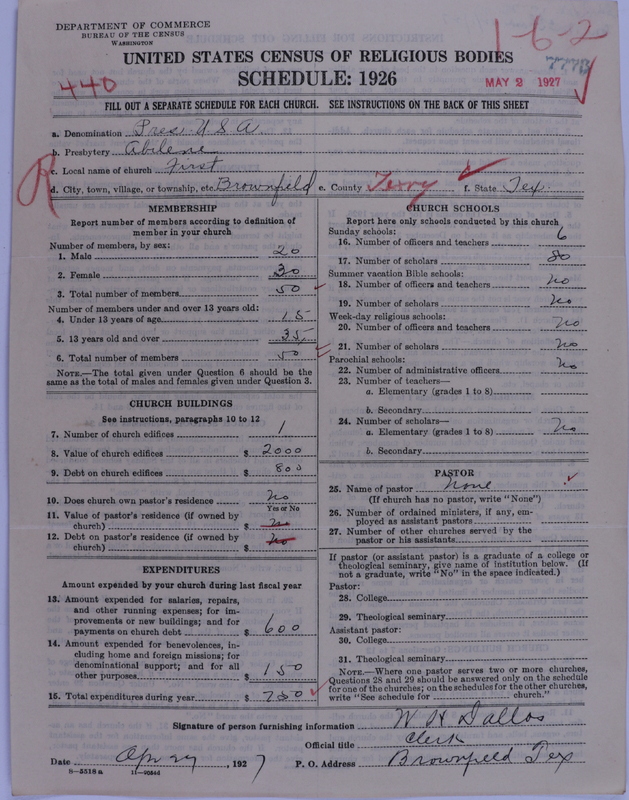 DEPARTMENT OF COMMERCE
BUREAU OF THE CENSUS
WASHINGTON
1-6-2
UNITED STATES CENSUS OF RELIGIOUS BODIES
SCHEDULE: 1926
440
MAY 2 1927
FILL OUT A SEPARATE SCHEDULE FOR EACH CHURCH. SEE INSTRUCTIONS ON THE BACK OF THIS SHEET
a. Denomination Pres. U.S.A.
b. Presbytery Abilene
c. Local name of church First
d. City, town, village, or township, etc. Brownfield e. County Terry f. State Tex.
R
MEMBERSHIP
Report number of members according to definition of
member in your church
Number of members, by sex:
1. Male 20
2. Female 30
3. Total number of members 50
Number of members under and over 13 years old:
4. Under 13 years of age 15
5. 13 years old and over 35
6. Total number of members 50
NOTE.—The total given under Question 6 should be the
same as the total of males and females given under Question 3.
CHURCH BUILDINGS
See instructions, paragraphs 10 to 12
7. Number of church edifices 1
8. Value of church edifices $ 2000
9. Debt on church edifices $ 800
10. Does church own pastor's residence No
Yes or No
11. Value of pastor's residence (if owned by
church) $ no
12. Debt on pastor's residence (if owned by
church) $ no
EXPENDITURES
Amount expended by your church during last fiscal year
13. Amount expended for salaries, repairs,
and other running expenses; for im-
provements or new buildings; and for
payments on church debt $ 600
14. Amount expended for benevolences, in-
cluding home and foreign missions; for
denominational support; and for all
other purposes $ 150
15. Total expenditures during year $ 750
CHURCH SCHOOLS
Report here only schools conducted by this church
Sunday schools:
16. Number of officers and teachers 6
17. Number of scholars 80
Summer vacation Bible schools:
18. Number of officers and teachers no
19. Number of scholars no
Week-day religious schools:
20. Number of officers and teachers no
21. Number of scholars no
Parochial schools:
22. Number of administrative officers no
23. Number of teachers—
a. Elementary (grades 1 to 8)
b. Secondary
24. Number of scholars—
a. Elementary (grades 1 to 8) no
b. Secondary
PASTOR
25. Name of pastor None
(If church has no pastor, write "None")
26. Number of ordained ministers, if any, em-
ployed as assistant pastors
27. Number of other churches served by the
pastor or his assistants
If pastor (or assistant pastor) is a graduate of a college or
theological seminary, give name of institution below. (If
not a graduate, write "No" in the space indicated.)
Pastor:
28. College
29. Theological seminary
Assistant pastor:
30. College
31. Theological seminary
NOTE.—Where one pastor serves two or more churches,
Questions 28 and 29 should be answered only on the schedule
for one of the churches; on the schedules for the other churches,
write "See schedule for church."
Signature of person furnishing information W H Dallas
Official title Clerk
Date Apr 29, 1927 P. O. Address Brownfield Tex
8—5518 a